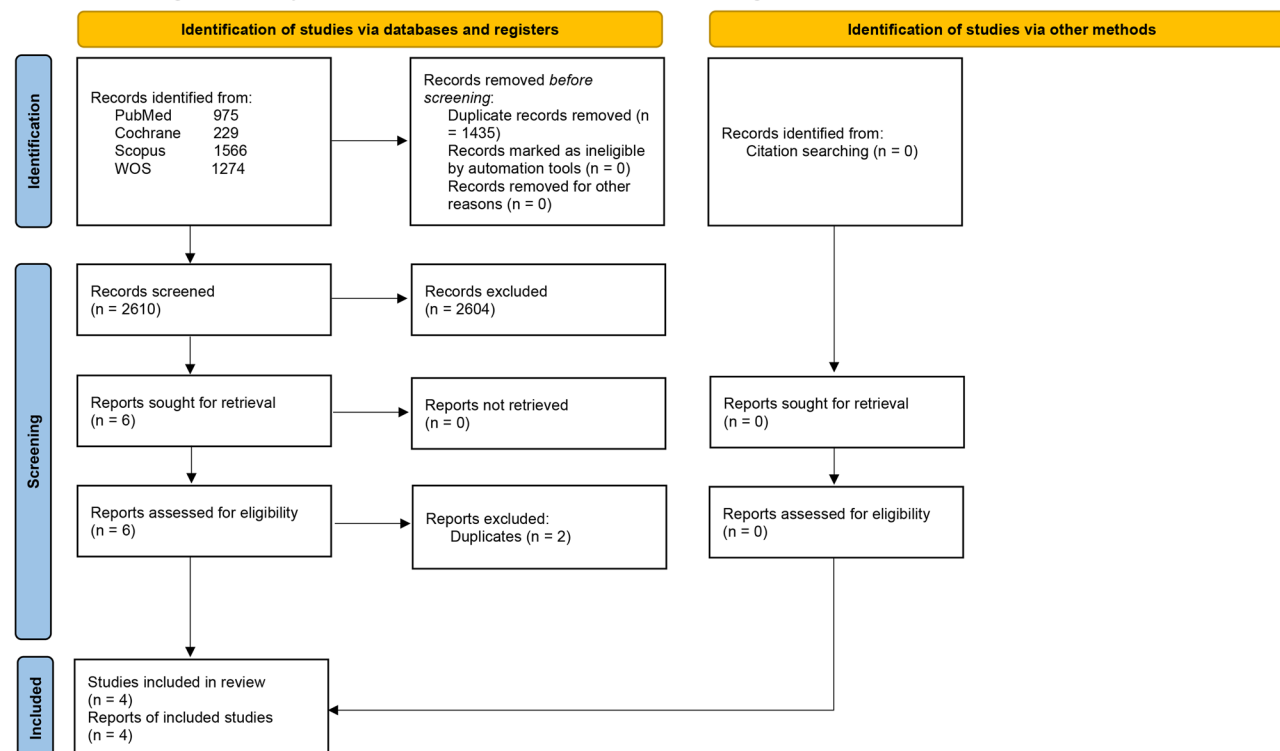 Identification of studies via databases and registers
Identification of studies via other methods
Identification
Records identified from:
PubMed 975
Cochrane 229
Scopus 1566
WOS 1274
Records removed before
screening:
Duplicate records removed (n
= 1435)
Records marked as ineligible
by automation tools (n = 0)
Records removed for other
reasons (n = 0)
Records identified from:
Citation searching (n = 0)
Screening
Records screened
(n = 2610)
Records excluded
(n = 2604)
Reports sought for retrieval
(n = 6)
Reports not retrieved
(n = 0)
Reports sought for retrieval
(n = 0)
Reports assessed for eligibility
(n = 6)
Reports excluded:
Duplicates (n = 2)
Reports assessed for eligibility
(n = 0)
Included
Studies included in review
(n = 4)
Reports of included studies
(n = 4)